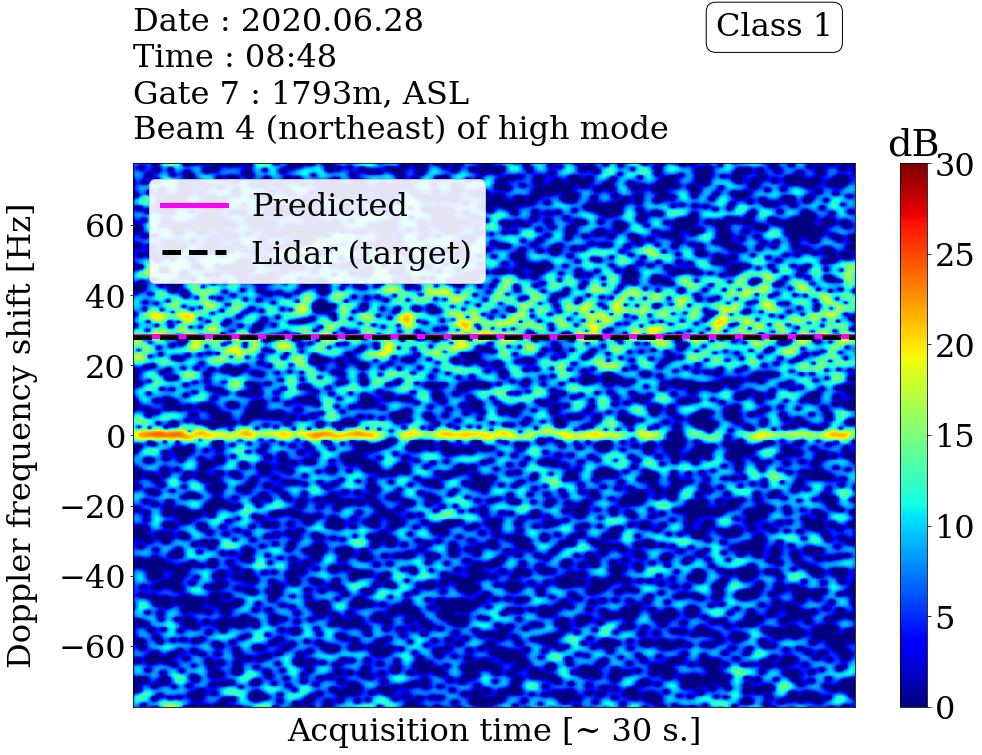 Date : 2020.06.28
Time : 08:48
Gate 7 : 1793m, ASL
Beam 4 (northeast) of high mode
Class 1
dB
Predicted
Lidar (target)
Doppler frequency shift [Hz]
60
40
20
0
−20
−40
−60
Acquisition time [~ 30 s.]
30
25
20
15
10
5
0